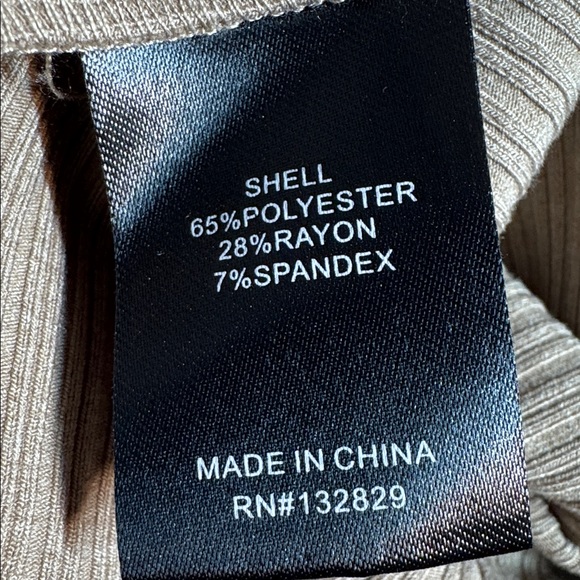 SHELL
65%POLYESTER
28%RAYON
7%SPANDEX
MADE IN CHINA
RN#132829